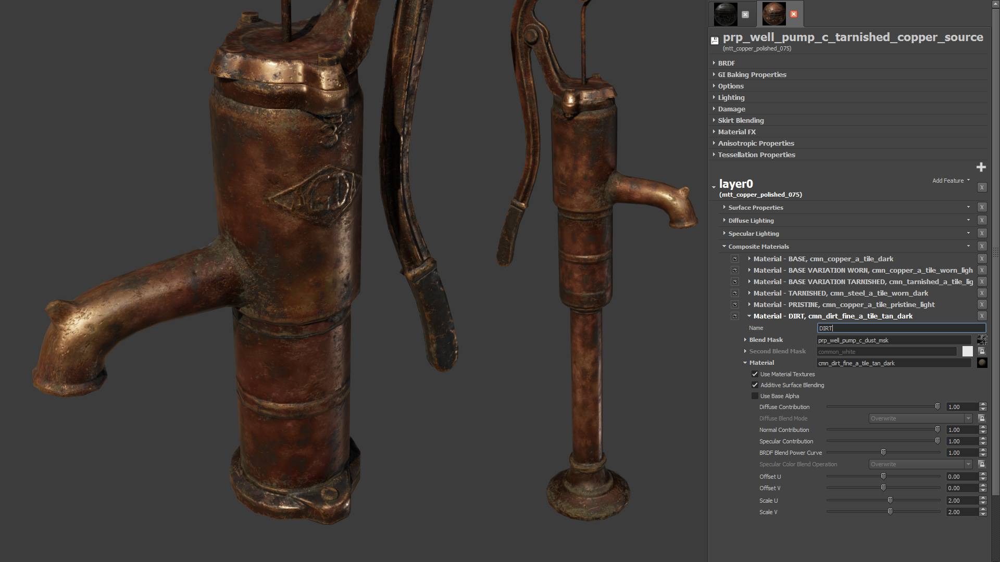 prp_well_pump_c_tarnished_copper_source
(mtt_copper_polished_075)
BRDF
GI Baking Properties
Options
Lighting
Damage
Skirt Blending
Material FX
Anisotropic Properties
Tessellation Properties
Add Feature
layer0
X
(mtt_copper_polished_075)
Surface Properties X
Diffuse Lighting X
Specular Lighting X
Composite Materials X
Material - BASE, cmn_copper_a_tile_dark X
Material - BASE VARIATION WORN, cmn_copper_a_tile_worn_ligh X
Material - BASE VARIATION TARNISHED, cmn_tarnished_a_tile_lig X
Material - TARNISHED, cmn_steel_a_tile_worn_dark X
Material - PRISTINE, cmn_copper_a_tile_pristine_light X
Material - DIRT, cmn_dirt_fine_a_tile_tan_dark X
Name DIRT
Blend Mask prp_well_pump_c_dust_msk
Second Blend Mask common_white
Material cmn_dirt_fine_a_tile_tan_dark
Use Material Textures
Additive Surface Blending
Use Base Alpha
Diffuse Contribution 1.00
Diffuse Blend Mode Overwrite
Normal Contribution 1.00
Specular Contribution 1.00
BRDF Blend Power Curve 1.00
Specular Color Blend Operation Overwrite
Offset U 0.00
Offset V 0.00
Scale U 2.00
Scale V 2.00
3